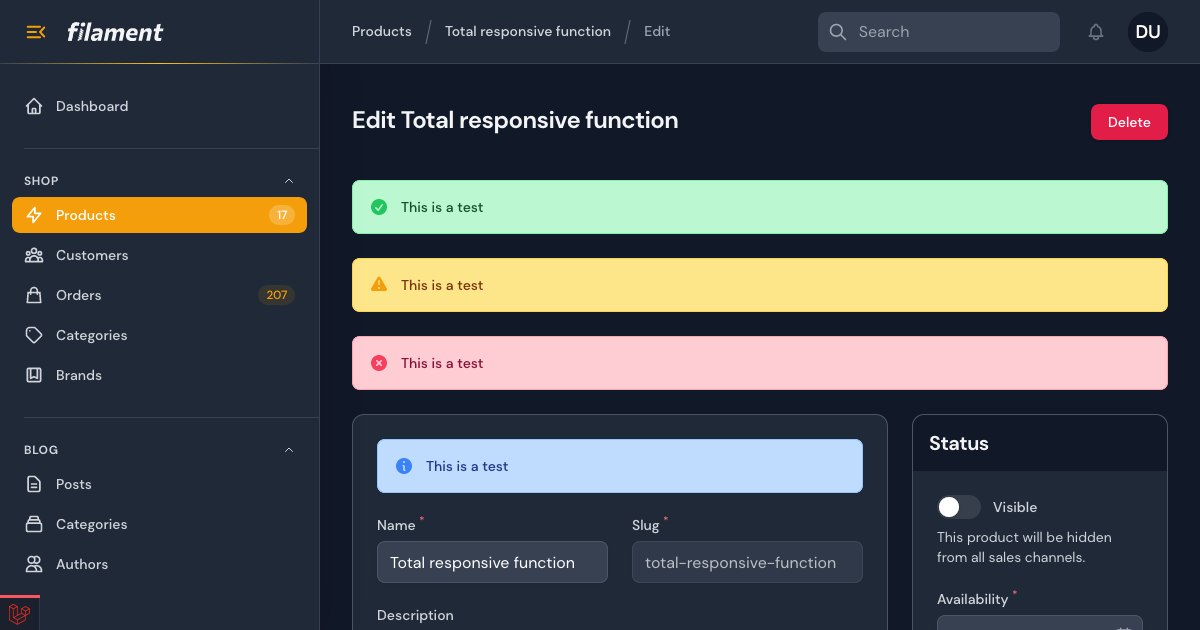 filament
Products / Total responsive function / Edit
Search
DU
Dashboard
SHOP
Products 17
Customers
Orders 207
Categories
Brands
BLOG
Posts
Categories
Authors
Edit Total responsive function
Delete
This is a test
This is a test
This is a test
This is a test
Name *
Slug *
Total responsive function
total-responsive-function
Description
Status
Visible
This product will be hidden
from all sales channels.
Availability *